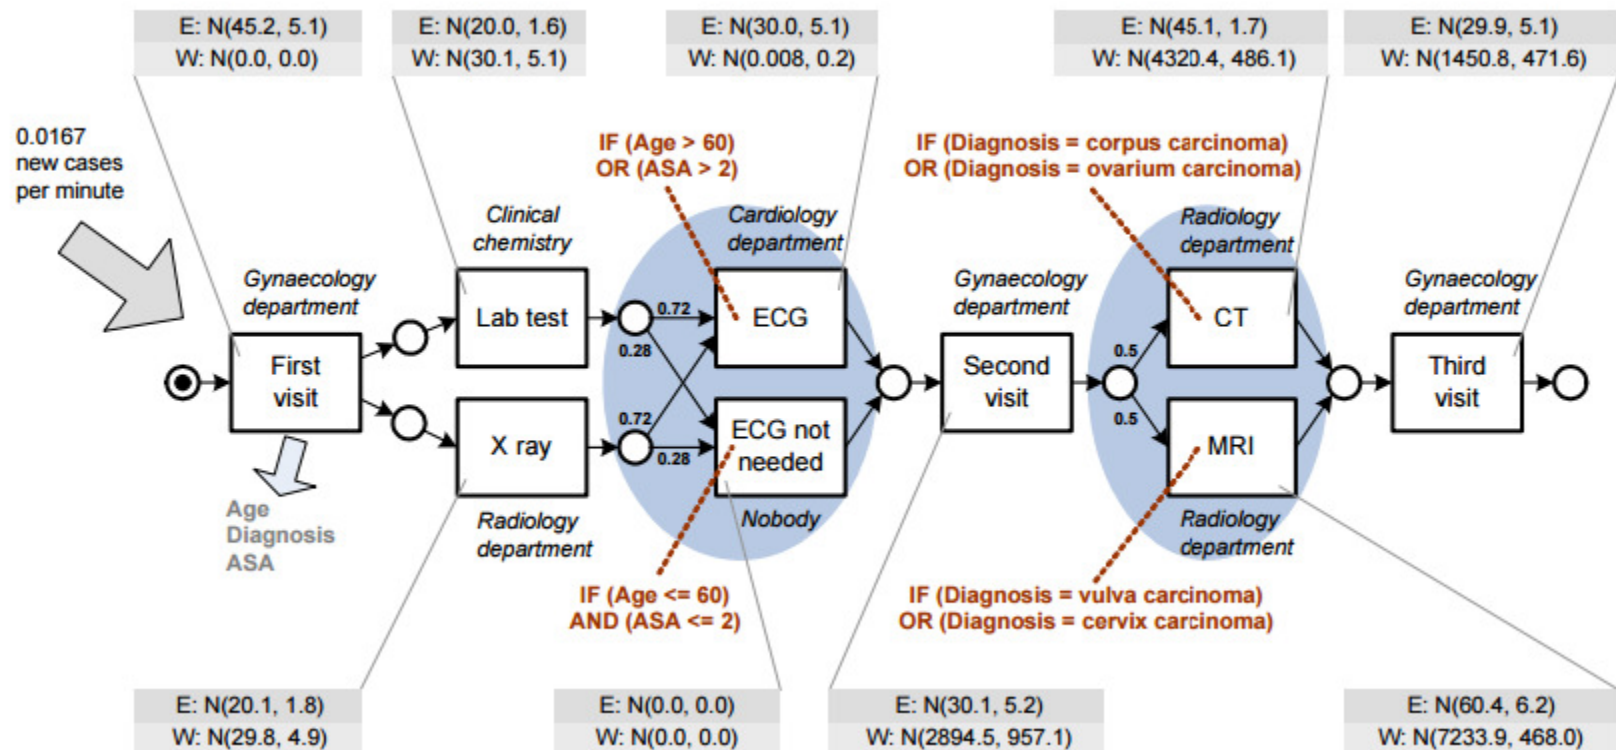 E: N(45.2, 5.1)
W: N(0.0, 0.0)
E: N(20.0, 1.6)
W: N(30.1, 5.1)
E: N(30.0, 5.1)
W: N(0.008, 0.2)
E: N(45.1, 1.7)
W: N(4320.4, 486.1)
E: N(29.9, 5.1)
W: N(1450.8, 471.6)
0.0167
new cases
per minute
IF (Age > 60)
OR (ASA > 2)
IF (Diagnosis = corpus carcinoma)
OR (Diagnosis = ovarium carcinoma)
Clinical
chemistry
Cardiology
department
Radiology
department
Gynaecology
department
Gynaecology
department
Gynaecology
department
Lab test
0.72
0.28
ECG
CT
First
visit
Second
visit
0.5
0.5
Third
visit
X ray
0.72
0.28
ECG not
needed
MRI
Age
Diagnosis
ASA
Radiology
department
Nobody
Radiology
department
IF (Age <= 60)
AND (ASA <= 2)
IF (Diagnosis = vulva carcinoma)
OR (Diagnosis = cervix carcinoma)
E: N(20.1, 1.8)
W: N(29.8, 4.9)
E: N(0.0, 0.0)
W: N(0.0, 0.0)
E: N(30.1, 5.2)
W: N(2894.5, 957.1)
E: N(60.4, 6.2)
W: N(7233.9, 468.0)